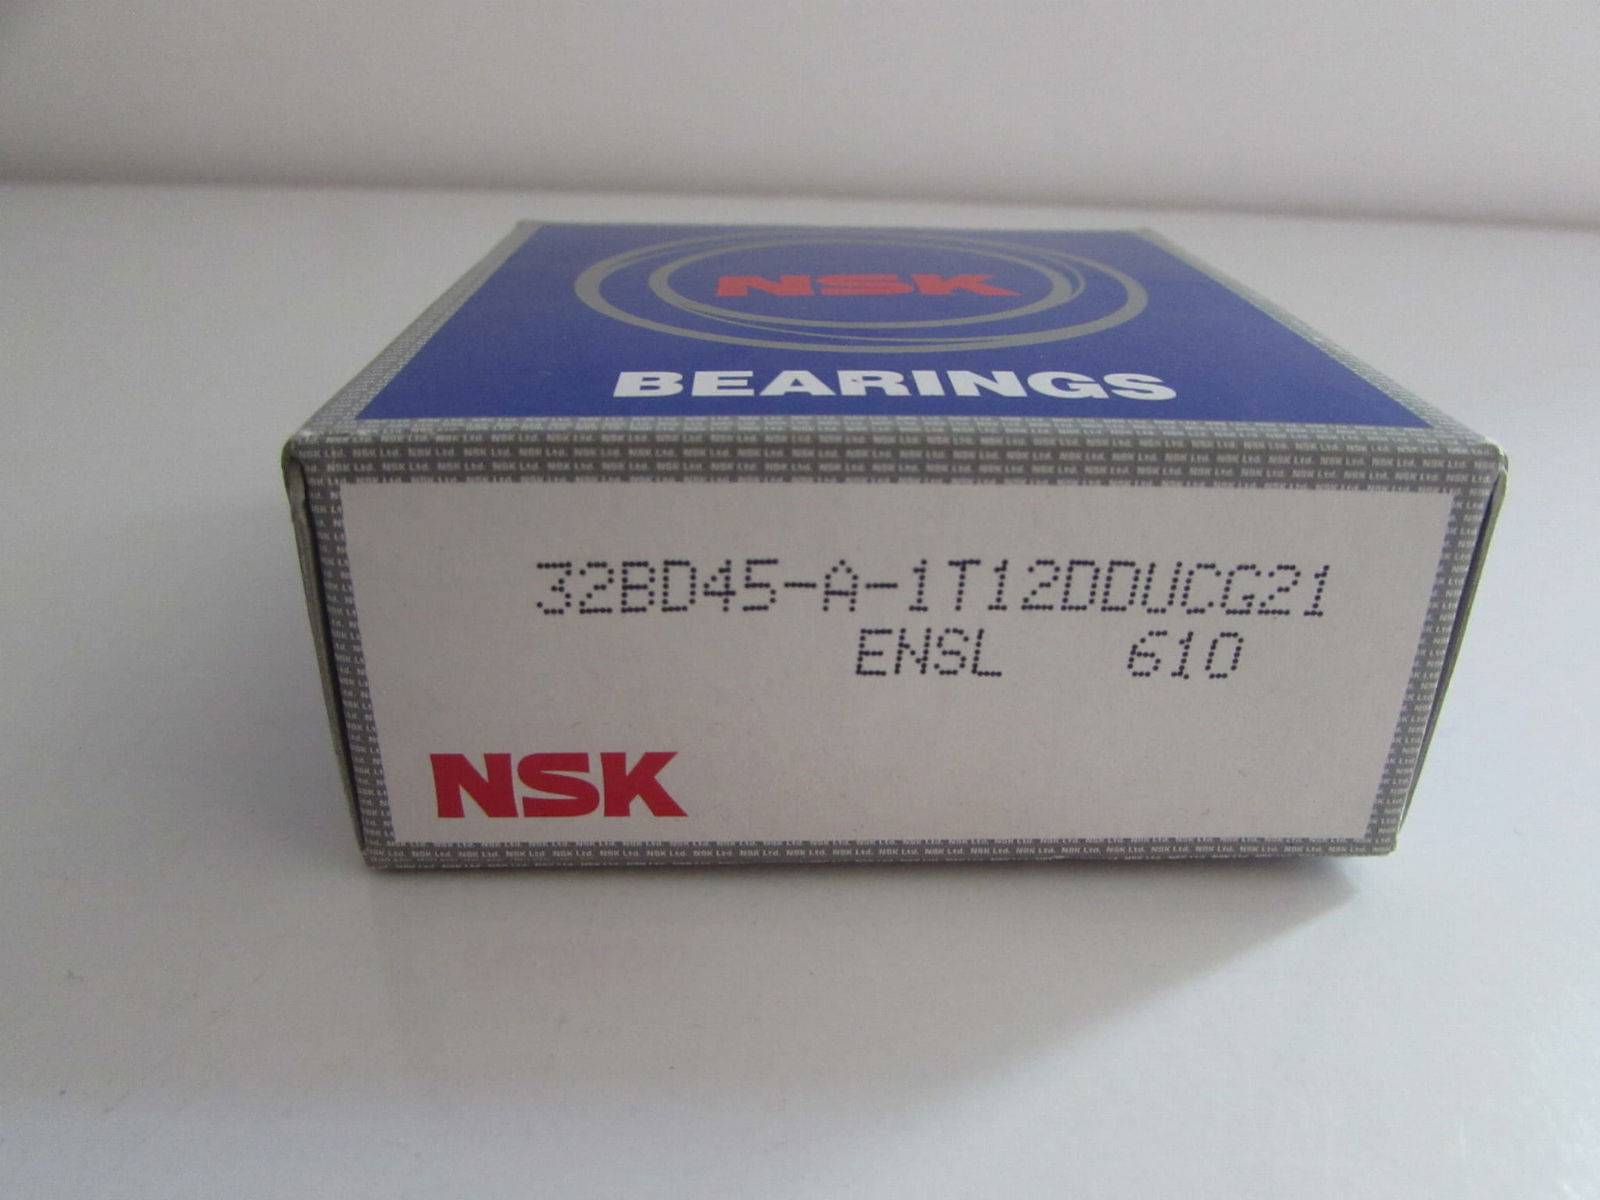 NSK
BEARINGS
32BD45-A-1T12DDUCG21
ENSL 610
NSK